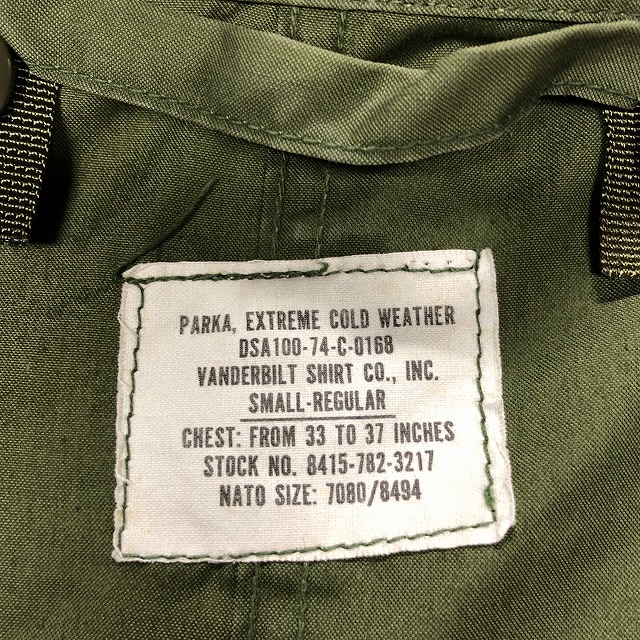 PARKA, EXTREME COLD WEATHER
DSA100-74-C-0168
VANDERBILT SHIRT CO., INC.
SMALL-REGULAR
CHEST: FROM 33 TO 37 INCHES
STOCK NO. 8415-782-3217
NATO SIZE: 7080/8494